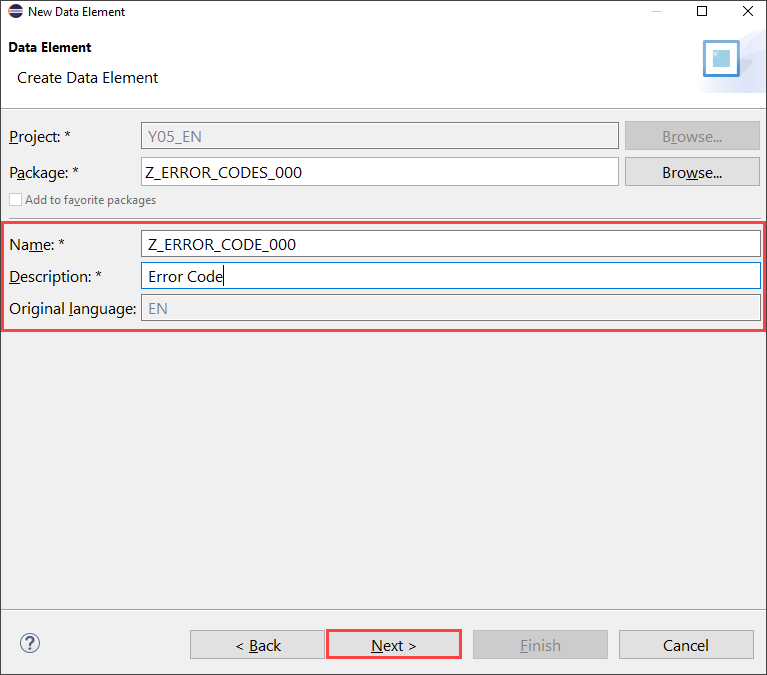 New Data Element
Data Element
Create Data Element
Project: * Y05_EN Browse...
Package: * Z_ERROR_CODES_000 Browse...
Add to favorite packages
Name: * Z_ERROR_CODE_000
Description: * Error Code
Original language: EN
? < Back Next > Finish Cancel